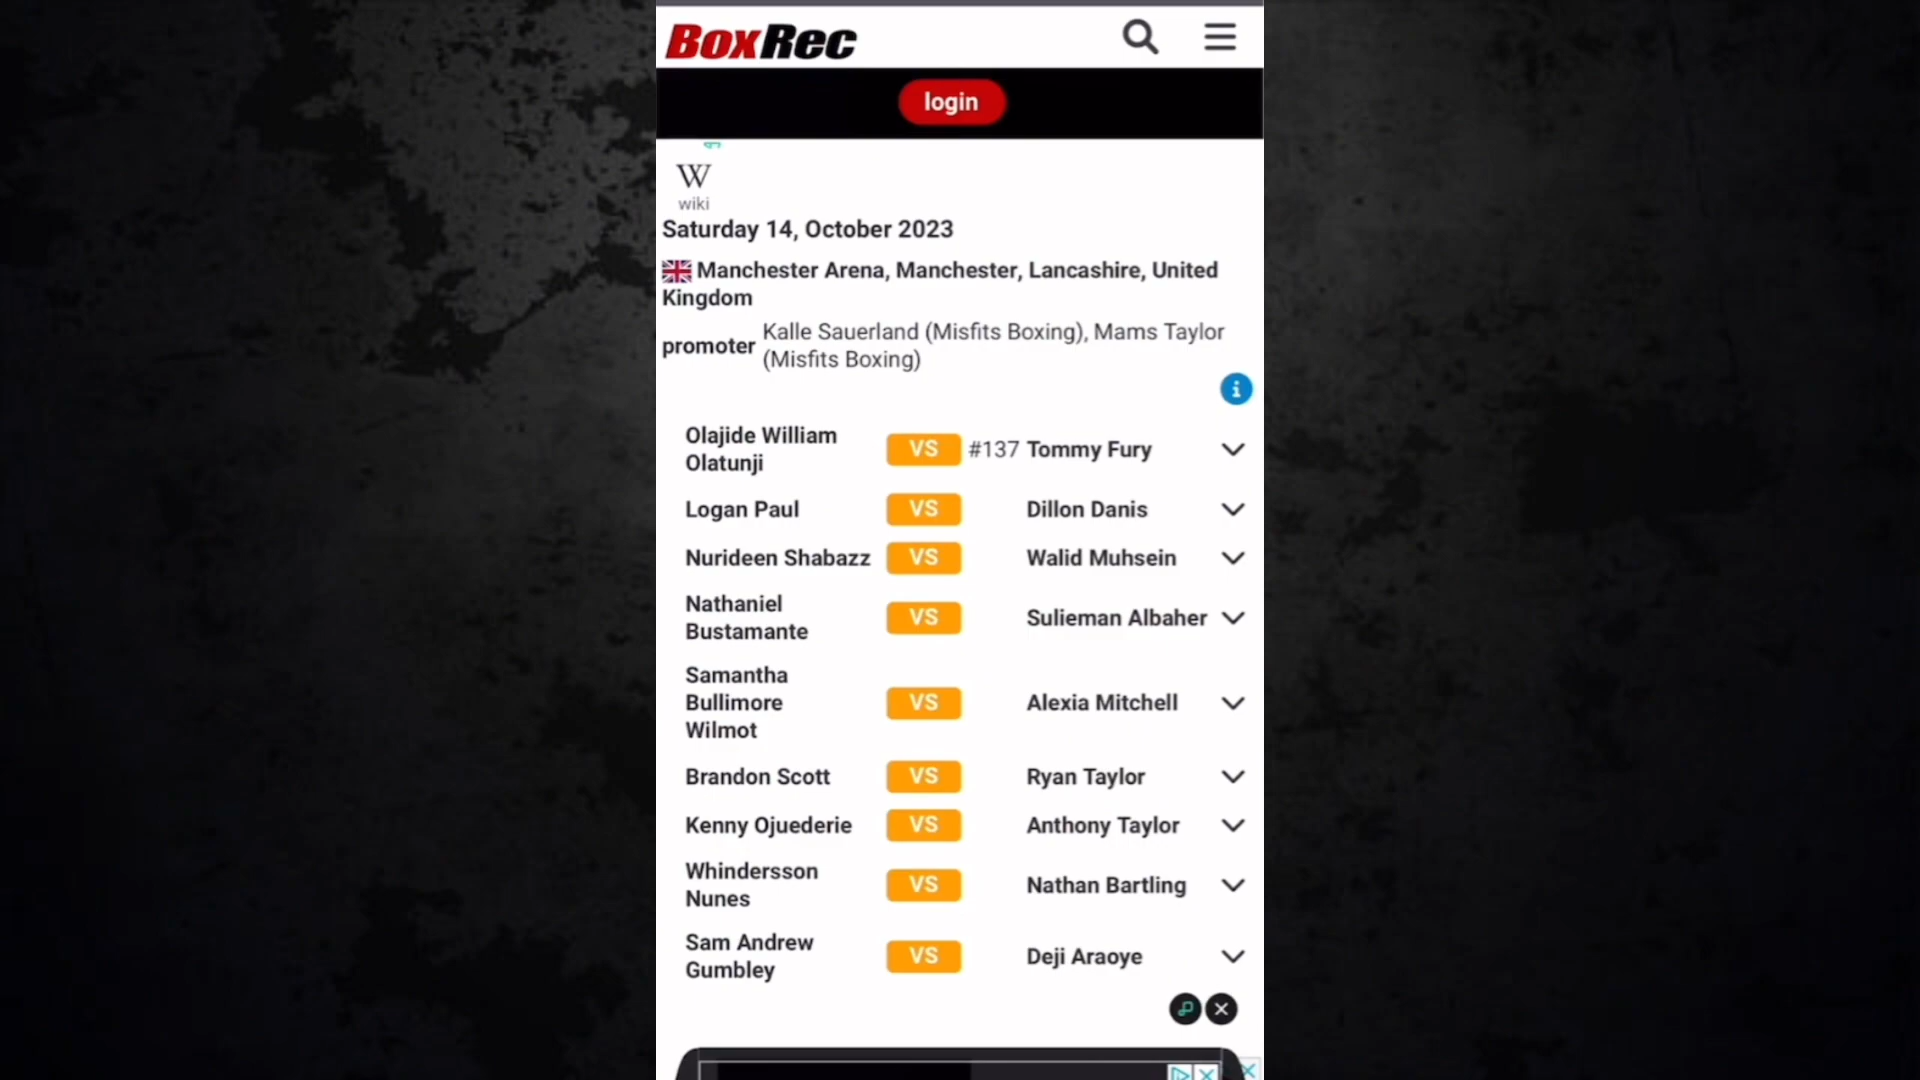 BoxRec
login
W
wiki
Saturday 14, October 2023
Manchester Arena, Manchester, Lancashire, United
Kingdom
promoter Kalle Sauerland (Misfits Boxing), Mams Taylor
(Misfits Boxing)
i
Olajide William
Olatunji VS #137 Tommy Fury
Logan Paul VS Dillon Danis
Nurideen Shabazz VS Walid Muhsein
Nathaniel
Bustamante VS Sulieman Albaher
Samantha
Bullimore VS Alexia Mitchell
Wilmot
Brandon Scott VS Ryan Taylor
Kenny Ojuederie VS Anthony Taylor
Whindersson
Nunes VS Nathan Bartling
Sam Andrew
Gumbley VS Deji Araoye